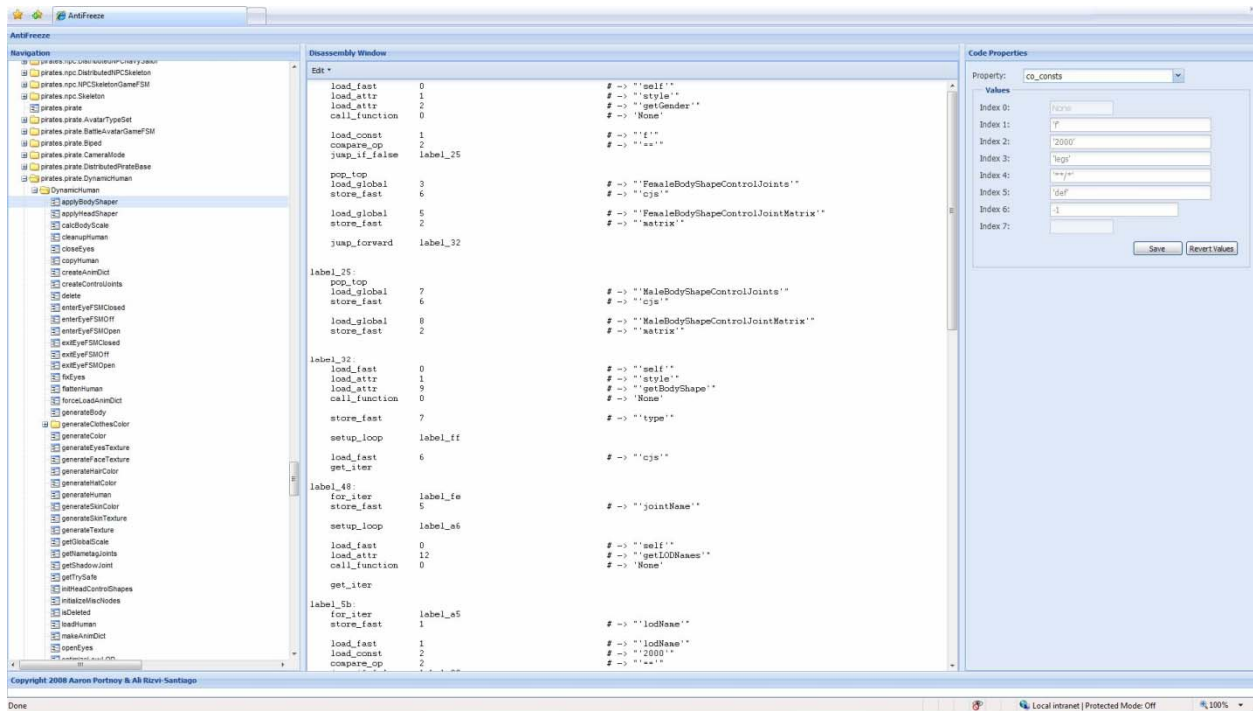 AntiFreeze
AntiFreeze
Navigation
pirates.npc.DistributedNPCSkeleton
pirates.npc.NPCSkeletonGameFSM
pirates.npc.Skeleton
pirates.pirate
pirates.pirate.AvatarTypeSet
pirates.pirate.BattleAvatarGameFSM
pirates.pirate.Biped
pirates.pirate.CameraMode
pirates.pirate.DistributedPirateBase
pirates.pirate.DynamicHuman
DynamicHuman
applyBodyShaper
applyHeadShaper
calcBodyScale
cleanupHuman
closeEyes
copyHuman
createAnimDict
createControlJoints
delete
enterEyeFSMClosed
enterEyeFSMOff
enterEyeFSMOpen
exitEyeFSMClosed
exitEyeFSMOff
exitEyeFSMOpen
fixEyes
flattenHuman
forceLoadAnimDict
generateBody
generateClothesColor
generateColor
generateEyesTexture
generateFaceTexture
generateHairColor
generateHatColor
generateHuman
generateSkinColor
generateSkinTexture
generateTexture
getGlobalScale
getNametagJoints
getShadowJoint
getTrySafe
initHeadControlShapes
initializeMiscNodes
isDeleted
loadHuman
makeAnimDict
openEyes
Disassembly Window
Edit
load_fast 0 # -> "'self'"
load_attr 1 # -> "'style'"
load_attr 2 # -> "'getGender'"
call_function 0 # -> 'None'
load_const 1 # -> "'f'"
compare_op 2 # -> "'=='"
jump_if_false label_25
pop_top
load_global 3 # -> "'FemaleBodyShapeControlJoints'"
store_fast 6 # -> "'cjs'"
load_global 5 # -> "'FemaleBodyShapeControlJointMatrix'"
store_fast 2 # -> "'matrix'"
jump_forward label_32
label_25:
pop_top
load_global 7 # -> "'MaleBodyShapeControlJoints'"
store_fast 6 # -> "'cjs'"
load_global 8 # -> "'MaleBodyShapeControlJointMatrix'"
store_fast 2 # -> "'matrix'"
label_32:
load_fast 0 # -> "'self'"
load_attr 1 # -> "'style'"
load_attr 9 # -> "'getBodyShape'"
call_function 0 # -> 'None'
store_fast 7 # -> "'type'"
setup_loop label_ff
load_fast 6 # -> "'cjs'"
get_iter
label_48:
for_iter label_fe
store_fast 5 # -> "'jointName'"
setup_loop label_a6
load_fast 0 # -> "'self'"
load_attr 12 # -> "'getLODNames'"
call_function 0 # -> 'None'
get_iter
label_5b:
for_iter label_a5
store_fast 1 # -> "'lodName'"
load_fast 1 # -> "'lodName'"
load_const 2 # -> "'2000'"
compare_op 2 # -> "'=='"
Code Properties
Property: co_consts
Values
Index 0: None
Index 1: 'f'
Index 2: '2000'
Index 3: 'legs'
Index 4: '**/*'
Index 5: 'def'
Index 6: -1
Index 7:
Save Revert Values
Copyright 2008 Aaron Portnoy & Ali Rizvi-Santiago
Done Local intranet | Protected Mode: Off 100%